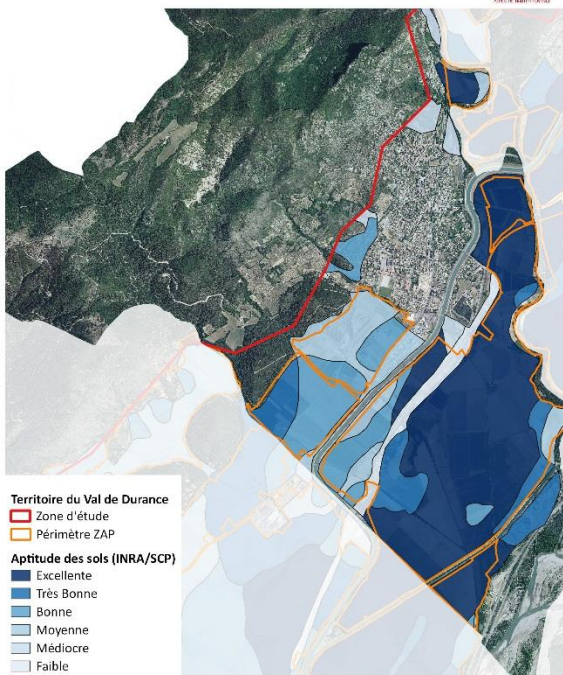 Territoire du Val de Durance
Zone d'étude
Périmètre ZAP
Aptitude des sols (INRA/SCP)
Excellente
Très Bonne
Bonne
Moyenne
Médiocre
Faible